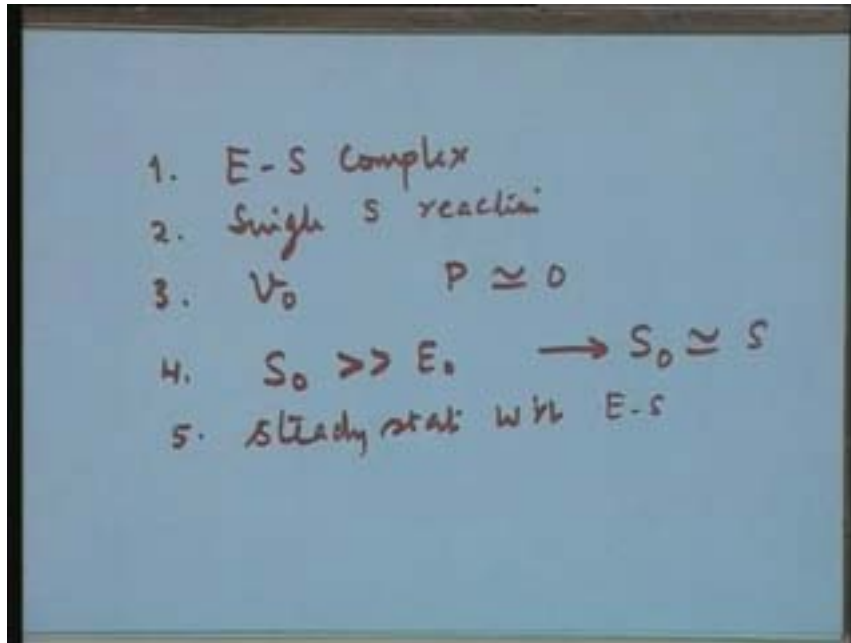 1. E-S Complex
2. Single S reaction
3. V₀ P ≃ 0
4. S₀ >> E₀ → S₀ ≃ S
5. Steady state wrt E-S